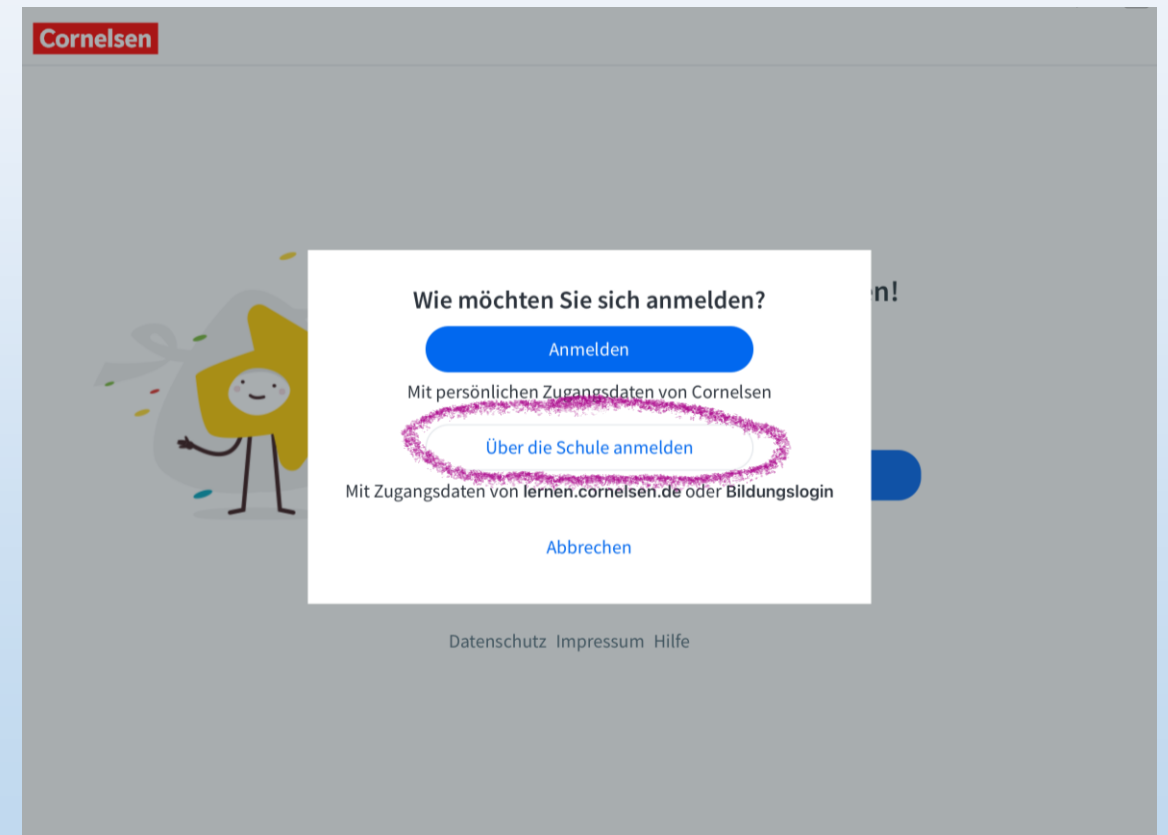 Cornelsen
n!
Wie möchten Sie sich anmelden?
Anmelden
Mit persönlichen Zugangsdaten von Cornelsen
Über die Schule anmelden
Mit Zugangsdaten von lernen.cornelsen.de oder Bildungslogin
Abbrechen
Datenschutz Impressum Hilfe